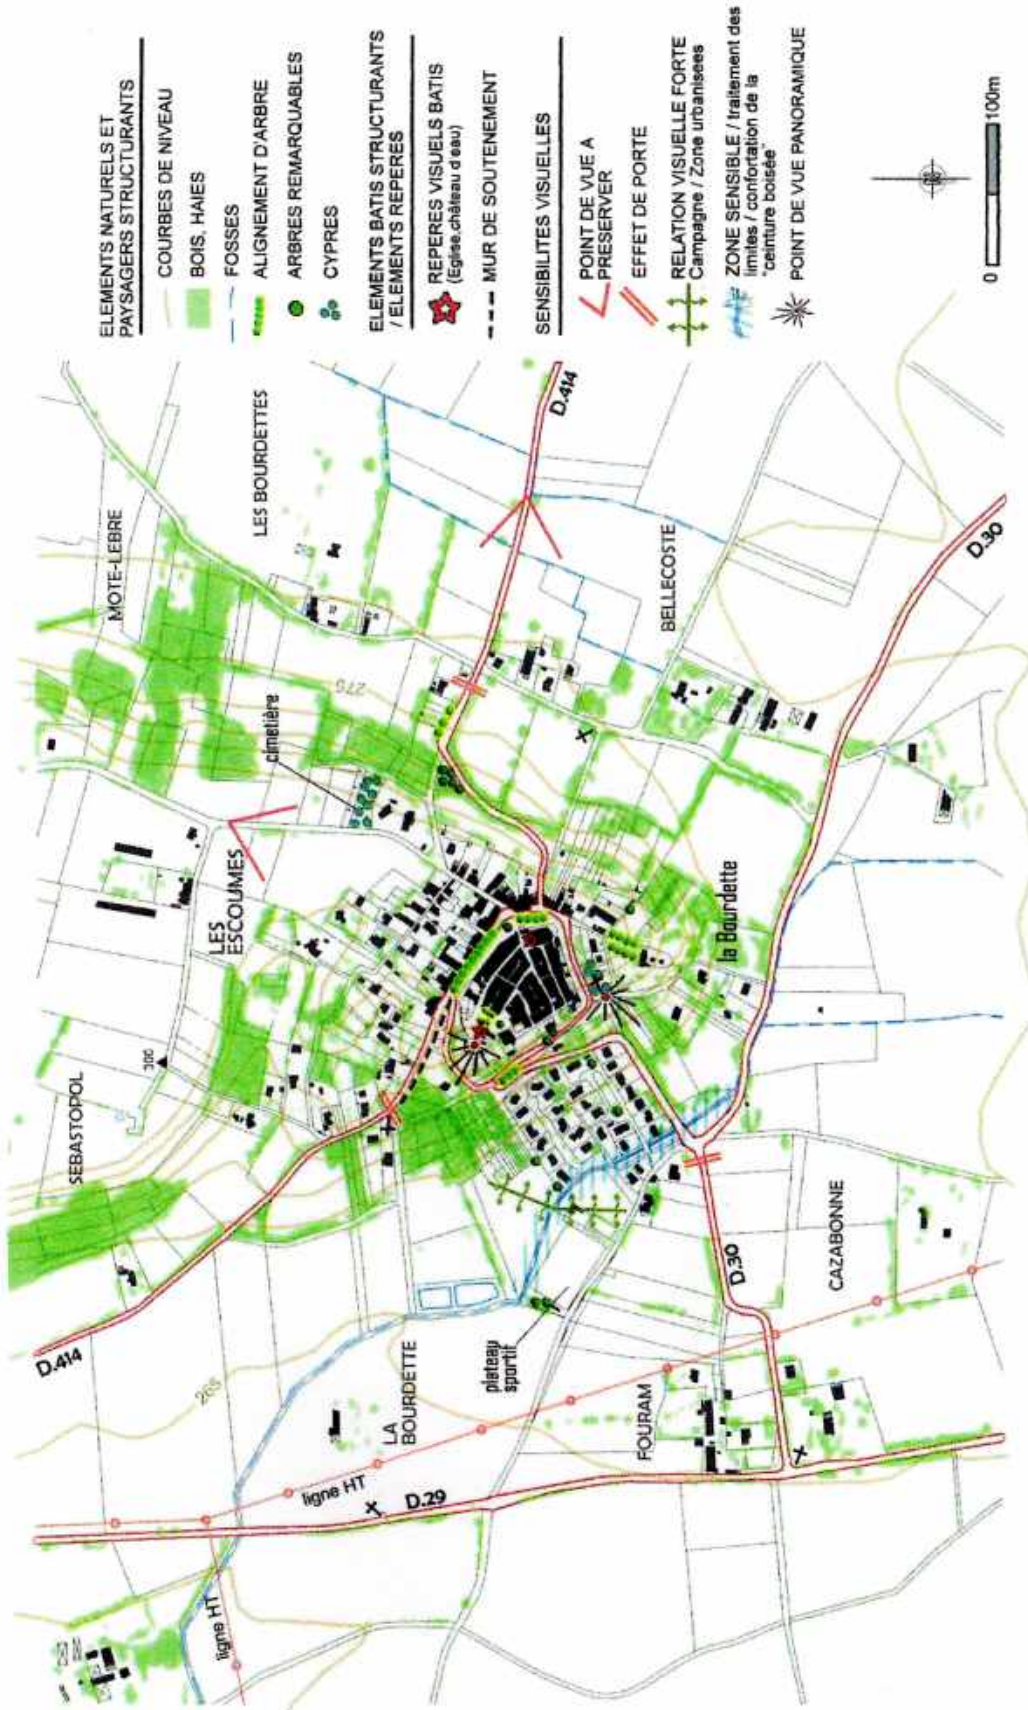 ELEMENTS NATURELS ET
PAYSAGERS STRUCTURANTS
COURBES DE NIVEAU
BOIS, HAIES
FOSSES
ALIGNEMENT D'ARBRE
ARBRES REMARQUABLES
CYPRES
ELEMENTS BATIS STRUCTURANTS
/ ELEMENTS REPERES
REPERES VISUELS BATIS
(Eglise,château d'eau)
MUR DE SOUTENEMENT
SENSIBILITES VISUELLES
POINT DE VUE A
PRESERVER
EFFET DE PORTE
RELATION VISUELLE FORTE
Campagne / Zone urbanisees
ZONE SENSIBLE / traitement des
limites / confortation de la
"ceinture boisée"
POINT DE VUE PANORAMIQUE
0 100m
MOTE-LEBRE
LES BOURDETTES
D.414
275
cimetière
BELLECOSTE
D.30
LES
ESCOUMES
la Bourdette
SEBASTOPOL
300
D.414
265
LA
BOURDETTE
plateau
sportif
D.30
CAZABONNE
FOURAM
ligne HT
D.29
ligne HT